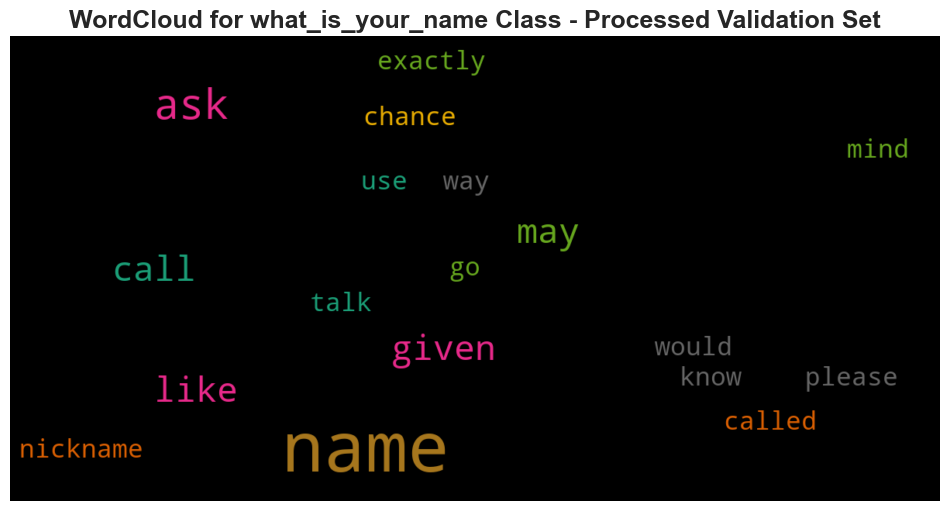 WordCloud for what_is_your_name Class - Processed Validation Set
exactly
ask
chance
mind
use way
may
call
go
talk
given
would
know please
like
called
nickname
name